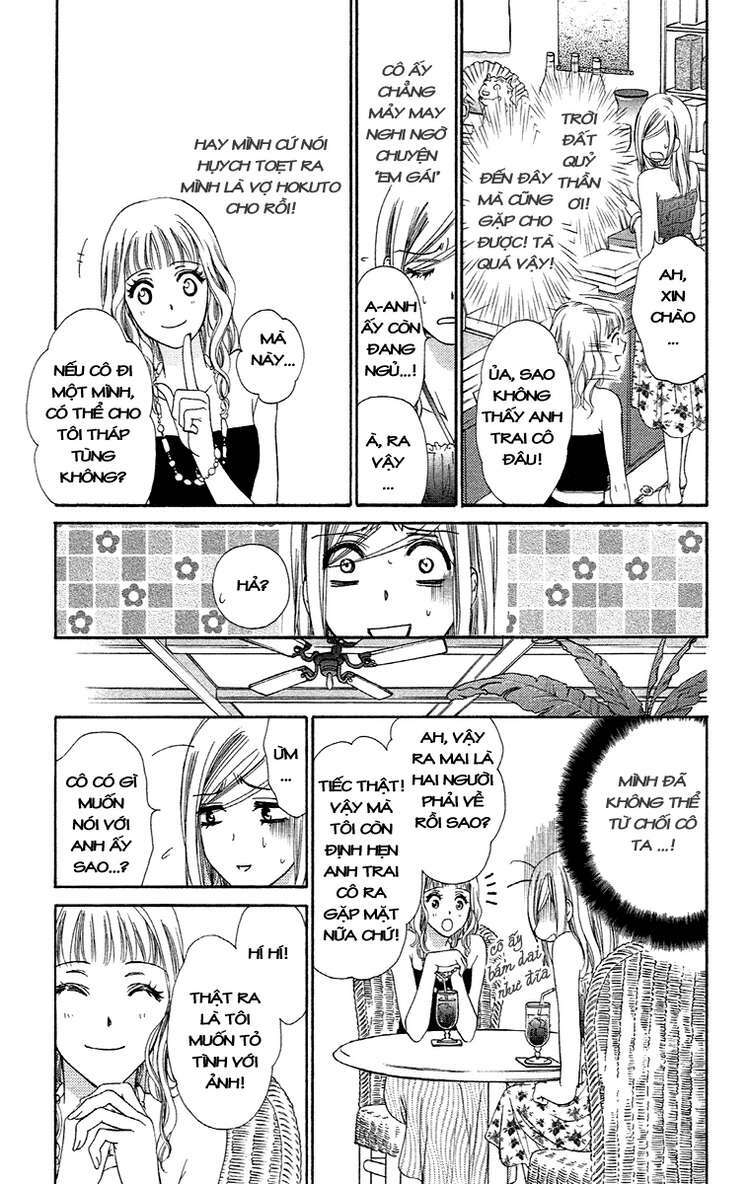 TRỜI
ĐẤT
QUỶ
THẦN
ƠI!
ĐẾN ĐÂY
MÀ CŨNG
GẶP CHO
ĐƯỢC! TÀ
QUÁ VẬY!
AH,
XIN
CHÀO
...
ỦA, SAO
KHÔNG
THẤY ANH
TRAI CÔ
ĐÂU!
CÔ ẤY
CHẲNG
MẢY MAY
NGHI NGỜ
CHUYỆN
"EM GÁI"
A-ANH
ẤY CÒN
ĐANG
NGỦ...!
À, RA
VẬY
...
HAY MÌNH CỨ NÓI
HUỴCH TOẸT RA
MÌNH LÀ VỢ HOKUTO
CHO RỒI!
MÀ
NÀY...
NẾU CÔ ĐI
MỘT MÌNH,
CÓ THỂ CHO
TÔI THÁP
TÙNG
KHÔNG?
HẢ?
MÌNH ĐÃ
KHÔNG THỂ
TỪ CHỐI CÔ
TA ...!
AH, VẬY
RA MAI LÀ
HAI NGƯỜI
PHẢI VỀ
RỒI SAO?
TIẾC THẬT!
VẬY MÀ
TÔI CÒN
ĐỊNH HẸN
ANH TRAI
CÔ RA
GẶP MẶT
NỮA CHỨ!
cô ấy
bám dai
như đỉa
ỪM
...
CÔ CÓ GÌ
MUỐN
NÓI VỚI
ANH ẤY
SAO...?
HÍ HÍ!
THẬT RA
LÀ TÔI
MUỐN TỎ
TÌNH VỚI
ẢNH!